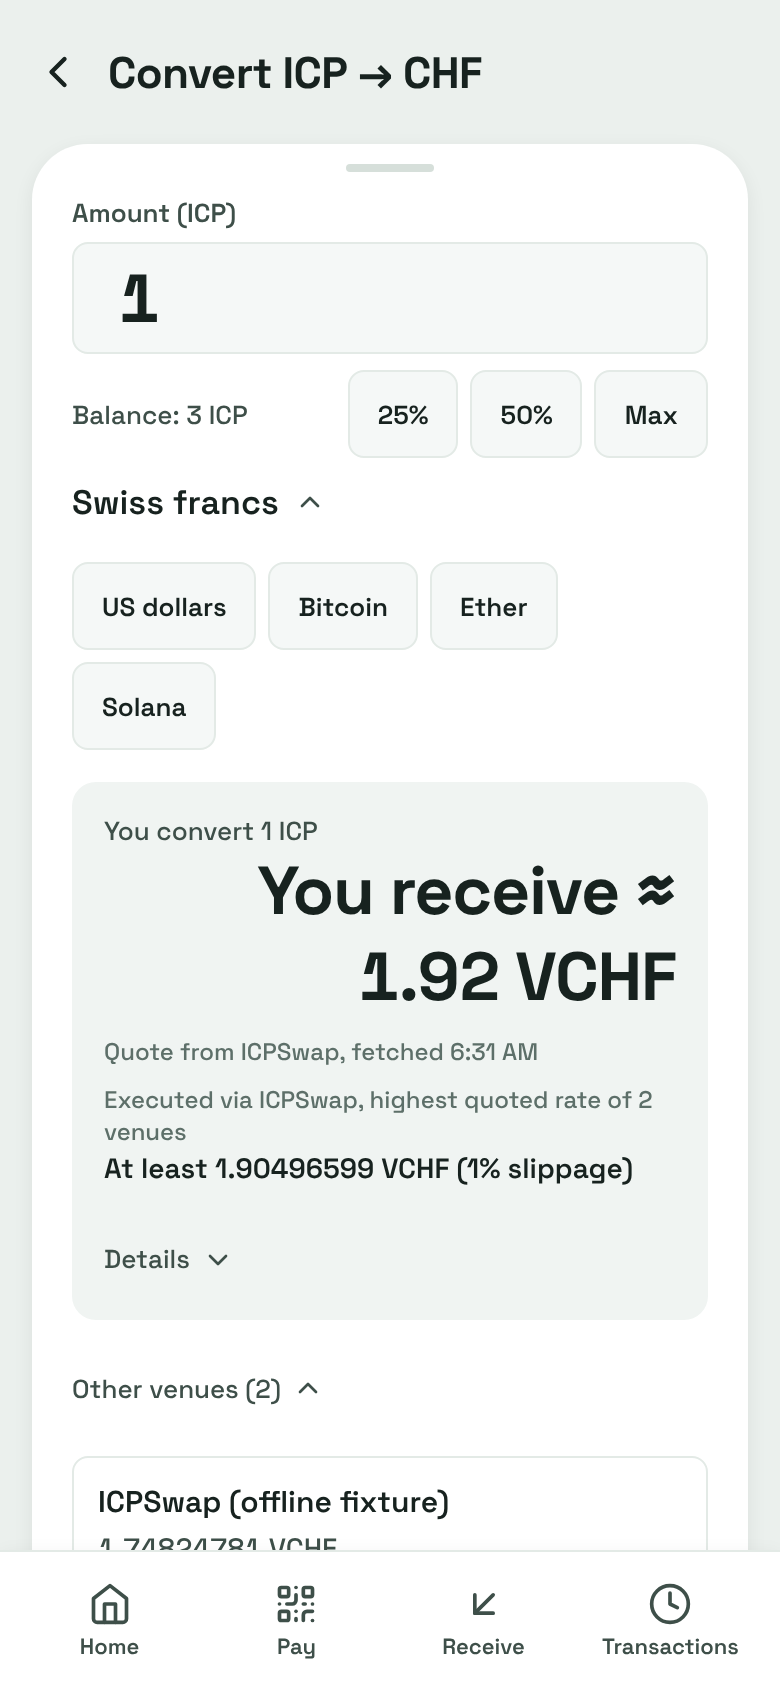 Convert ICP → CHF
Amount (ICP)
1
Balance: 3 ICP
25%
50%
Max
Swiss francs
US dollars
Bitcoin
Ether
Solana
You convert 1 ICP
You receive ≈
1.92 VCHF
Quote from ICPSwap, fetched 6:31 AM
Executed via ICPSwap, highest quoted rate of 2
venues
At least 1.90496599 VCHF (1% slippage)
Details
Other venues (2)
ICPSwap (offline fixture)
1.74824781 VCHF
Home
Pay
Receive
Transactions